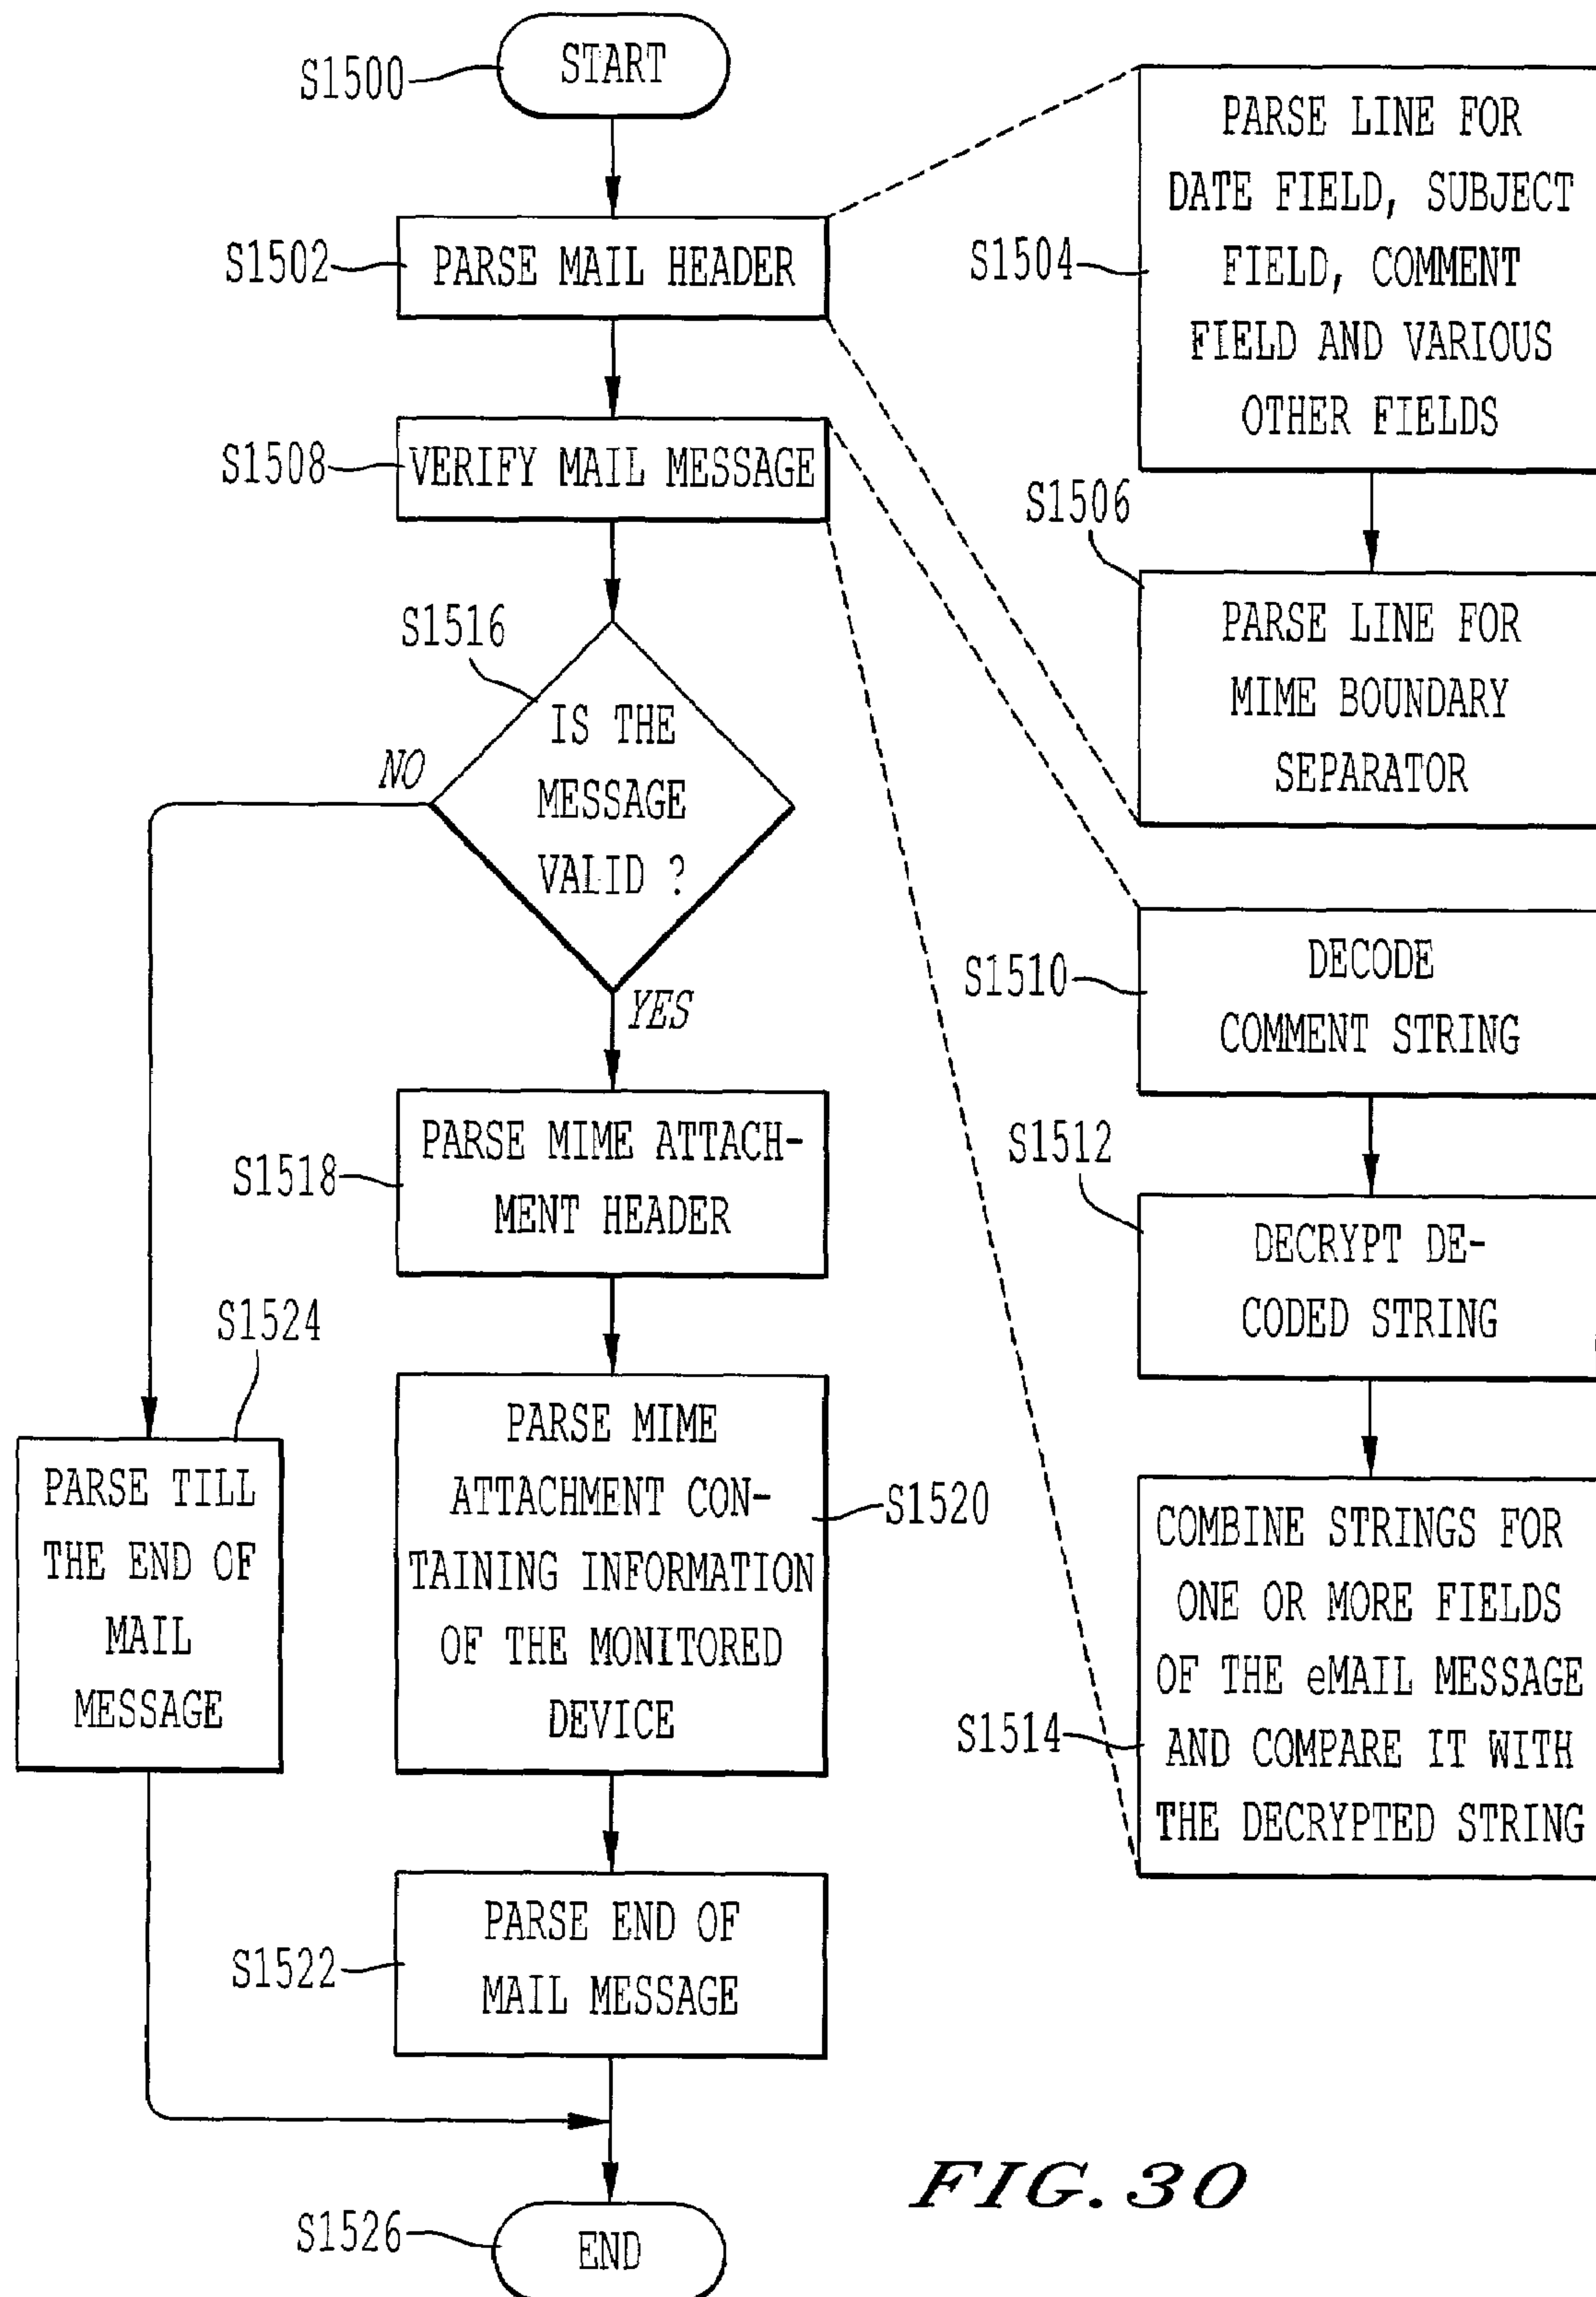 S1500
START
S1502
PARSE MAIL HEADER
S1508
VERIFY MAIL MESSAGE
S1516
IS THE
MESSAGE
VALID ?
NO
YES
S1518
PARSE MIME ATTACH-
MENT HEADER
S1524
PARSE TILL
THE END OF
MAIL
MESSAGE
PARSE MIME
ATTACHMENT CON-
TAINING INFORMATION
OF THE MONITORED
DEVICE
S1520
S1522
PARSE END OF
MAIL MESSAGE
S1526
END
S1504
PARSE LINE FOR
DATE FIELD, SUBJECT
FIELD, COMMENT
FIELD AND VARIOUS
OTHER FIELDS
S1506
PARSE LINE FOR
MIME BOUNDARY
SEPARATOR
S1510
DECODE
COMMENT STRING
S1512
DECRYPT DE-
CODED STRING
S1514
COMBINE STRINGS FOR
ONE OR MORE FIELDS
OF THE eMAIL MESSAGE
AND COMPARE IT WITH
THE DECRYPTED STRING
FIG. 30